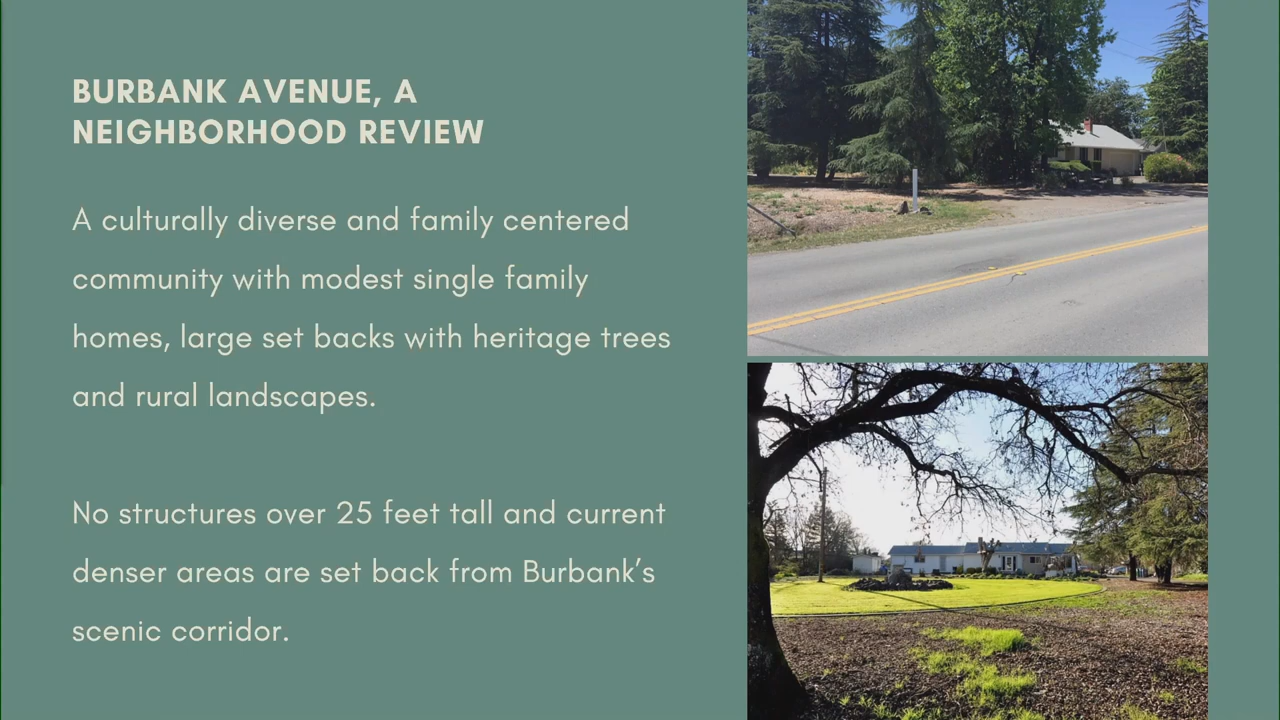 BURBANK AVENUE, A
NEIGHBORHOOD REVIEW
A culturally diverse and family centered
community with modest single family
homes, large set backs with heritage trees
and rural landscapes.
No structures over 25 feet tall and current
denser areas are set back from Burbank’s
scenic corridor.